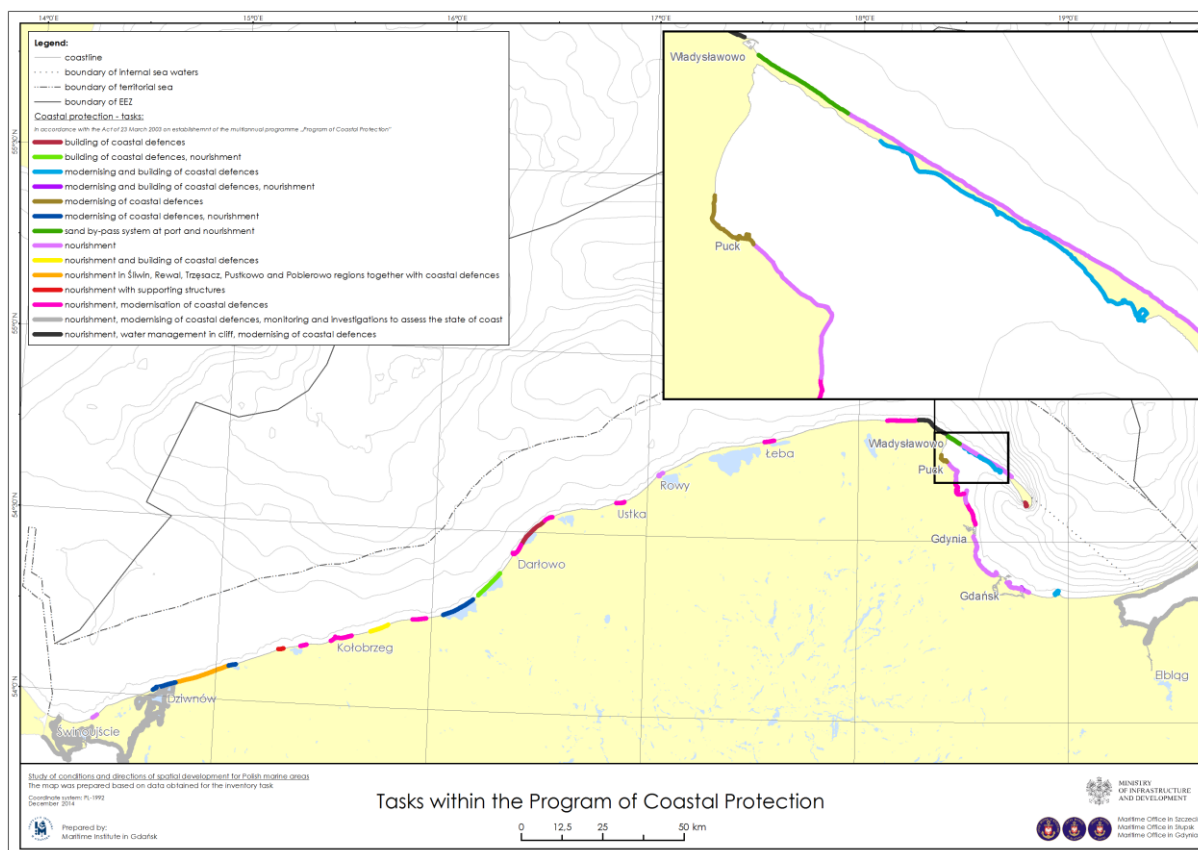 14°0'E 15°0'E 16°0'E 17°0'E 18°0'E 19°0'E
Legend:
coastline
boundary of internal sea waters
boundary of territorial sea
boundary of EEZ
Coastal protection - tasks:
In accordance with the Act of 23 March 2003 on establishemnt of the multiannual programme „Program of Coastal Protection"
building of coastal defences
building of coastal defences, nourishment
modernising and building of coastal defences
modernising and building of coastal defences, nourishment
modernising of coastal defences
modernising of coastal defences, nourishment
sand by-pass system at port and nourishment
nourishment
nourishment and building of coastal defences
nourishment in Śliwin, Rewal, Trzęsacz, Pustkowo and Pobierowo regions together with coastal defences
nourishment with supporting structures
nourishment, modernisation of coastal defences
nourishment, modernising of coastal defences, monitoring and investigations to assess the state of coast
nourishment, water management in cliff, modernising of coastal defences
Władysławowo
Puck
55°30'N
55°0'N
54°30'N
54°0'N
Władysławowo
Puck
Łeba
Rowy
Ustka
Gdynia
Darłowo
Gdańsk
Kołobrzeg
Elbląg
Dziwnów
Świnoujście
Study of conditions and directions of spatial development for Polish marine areas
The map was prepared based on data obtained for the inventory task
Coordinate system: PL-1992
December 2014
Prepared by:
Maritime Institute in Gdańsk
Tasks within the Program of Coastal Protection
0 12,5 25 50 km
MINISTRY
OF INFRASTRUCTURE
AND DEVELOPMENT
Maritime Office in Szczeci
Maritime Office in Słupsk
Maritime Office in Gdynia